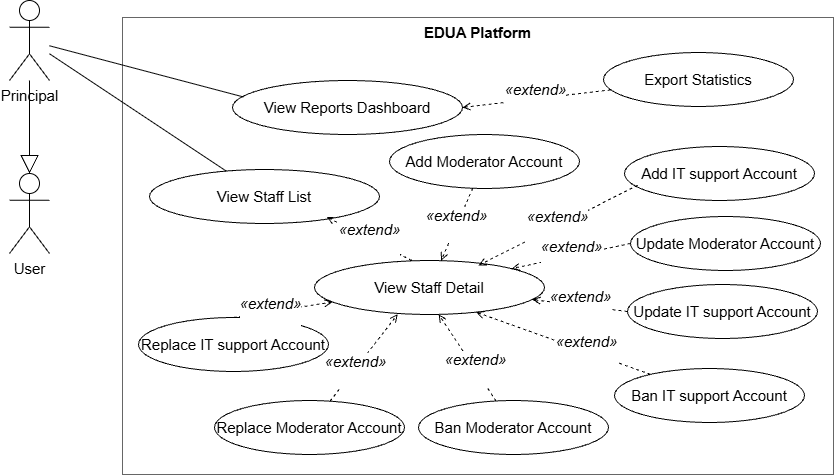 EDUA Platform
Principal
View Reports Dashboard
«extend»
Export Statistics
Add Moderator Account
Add IT support Account
View Staff List
«extend»
«extend»
«extend»
User
«extend»
Update Moderator Account
View Staff Detail
«extend»
«extend»
Update IT support Account
Replace IT support Account
«extend»
«extend»
«extend»
Ban IT support Account
Replace Moderator Account
Ban Moderator Account